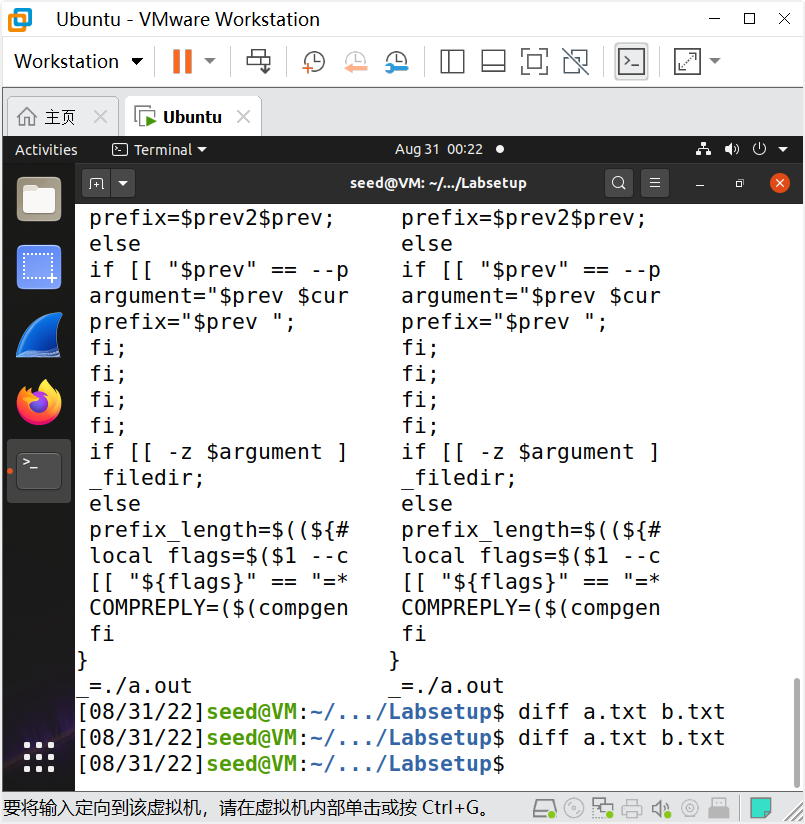 Ubuntu - VMware Workstation
Workstation
主页 Ubuntu
Activities Terminal Aug 31 00:22
seed@VM: ~/.../Labsetup
prefix=$prev2$prev; prefix=$prev2$prev;
else else
if [[ "$prev" == --p if [[ "$prev" == --p
argument="$prev $cur argument="$prev $cur
prefix="$prev "; prefix="$prev ";
fi; fi;
fi; fi;
fi; fi;
fi; fi;
if [[ -z $argument ] if [[ -z $argument ]
_filedir; _filedir;
else else
prefix_length=$((${# prefix_length=$((${#
local flags=$($1 --c local flags=$($1 --c
[[ "${flags}" == "=* [[ "${flags}" == "=*
COMPREPLY=($(compgen COMPREPLY=($(compgen
fi fi
} }
_=./a.out _=./a.out
[08/31/22]seed@VM:~/.../Labsetup$ diff a.txt b.txt
[08/31/22]seed@VM:~/.../Labsetup$ diff a.txt b.txt
[08/31/22]seed@VM:~/.../Labsetup$
要将输入定向到该虚拟机，请在虚拟机内部单击或按 Ctrl+G。